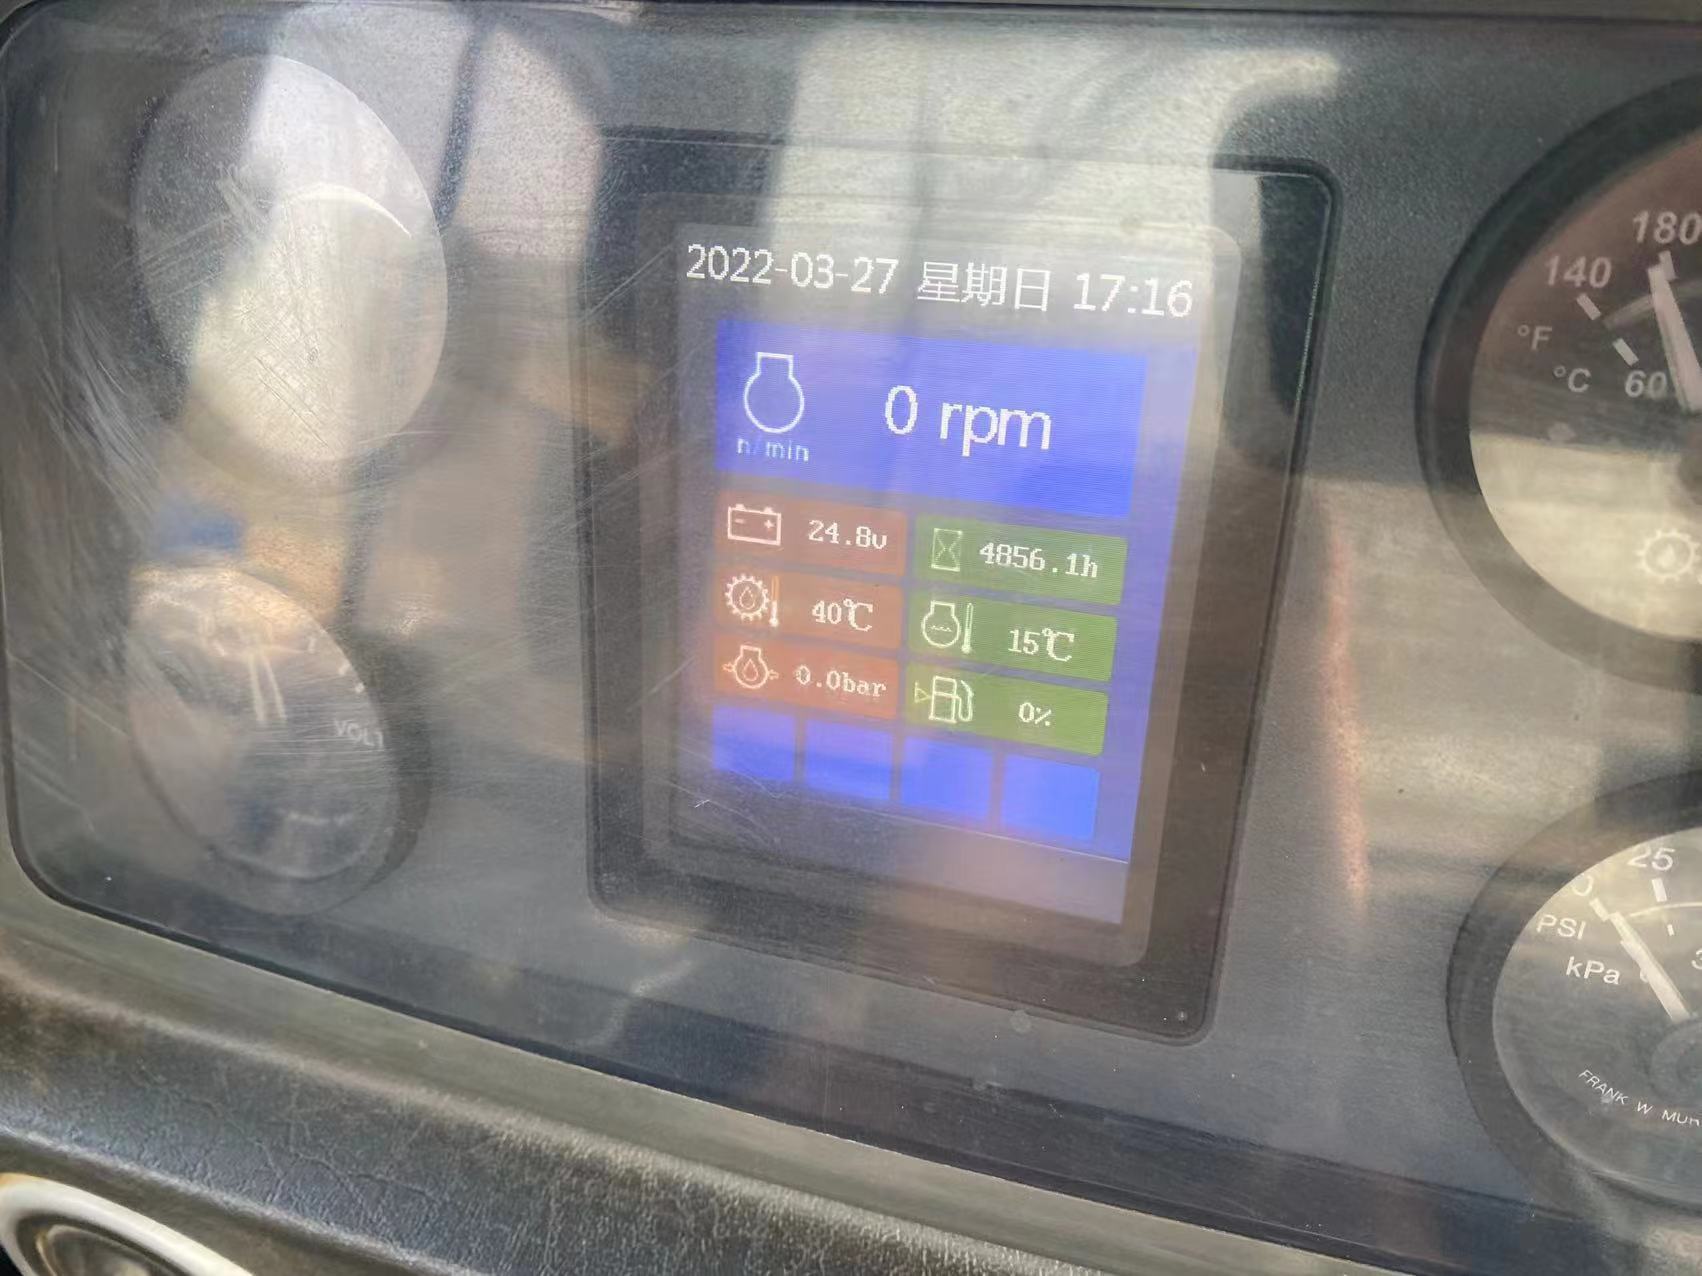 2022-03-27 星期日 17:16
0 rpm
n/min
24.8v
4856.1h
40℃
15℃
0.0bar
0%
VOLT
180
140
°F
°C
60
25
0
PSI
kPa
FRANK W